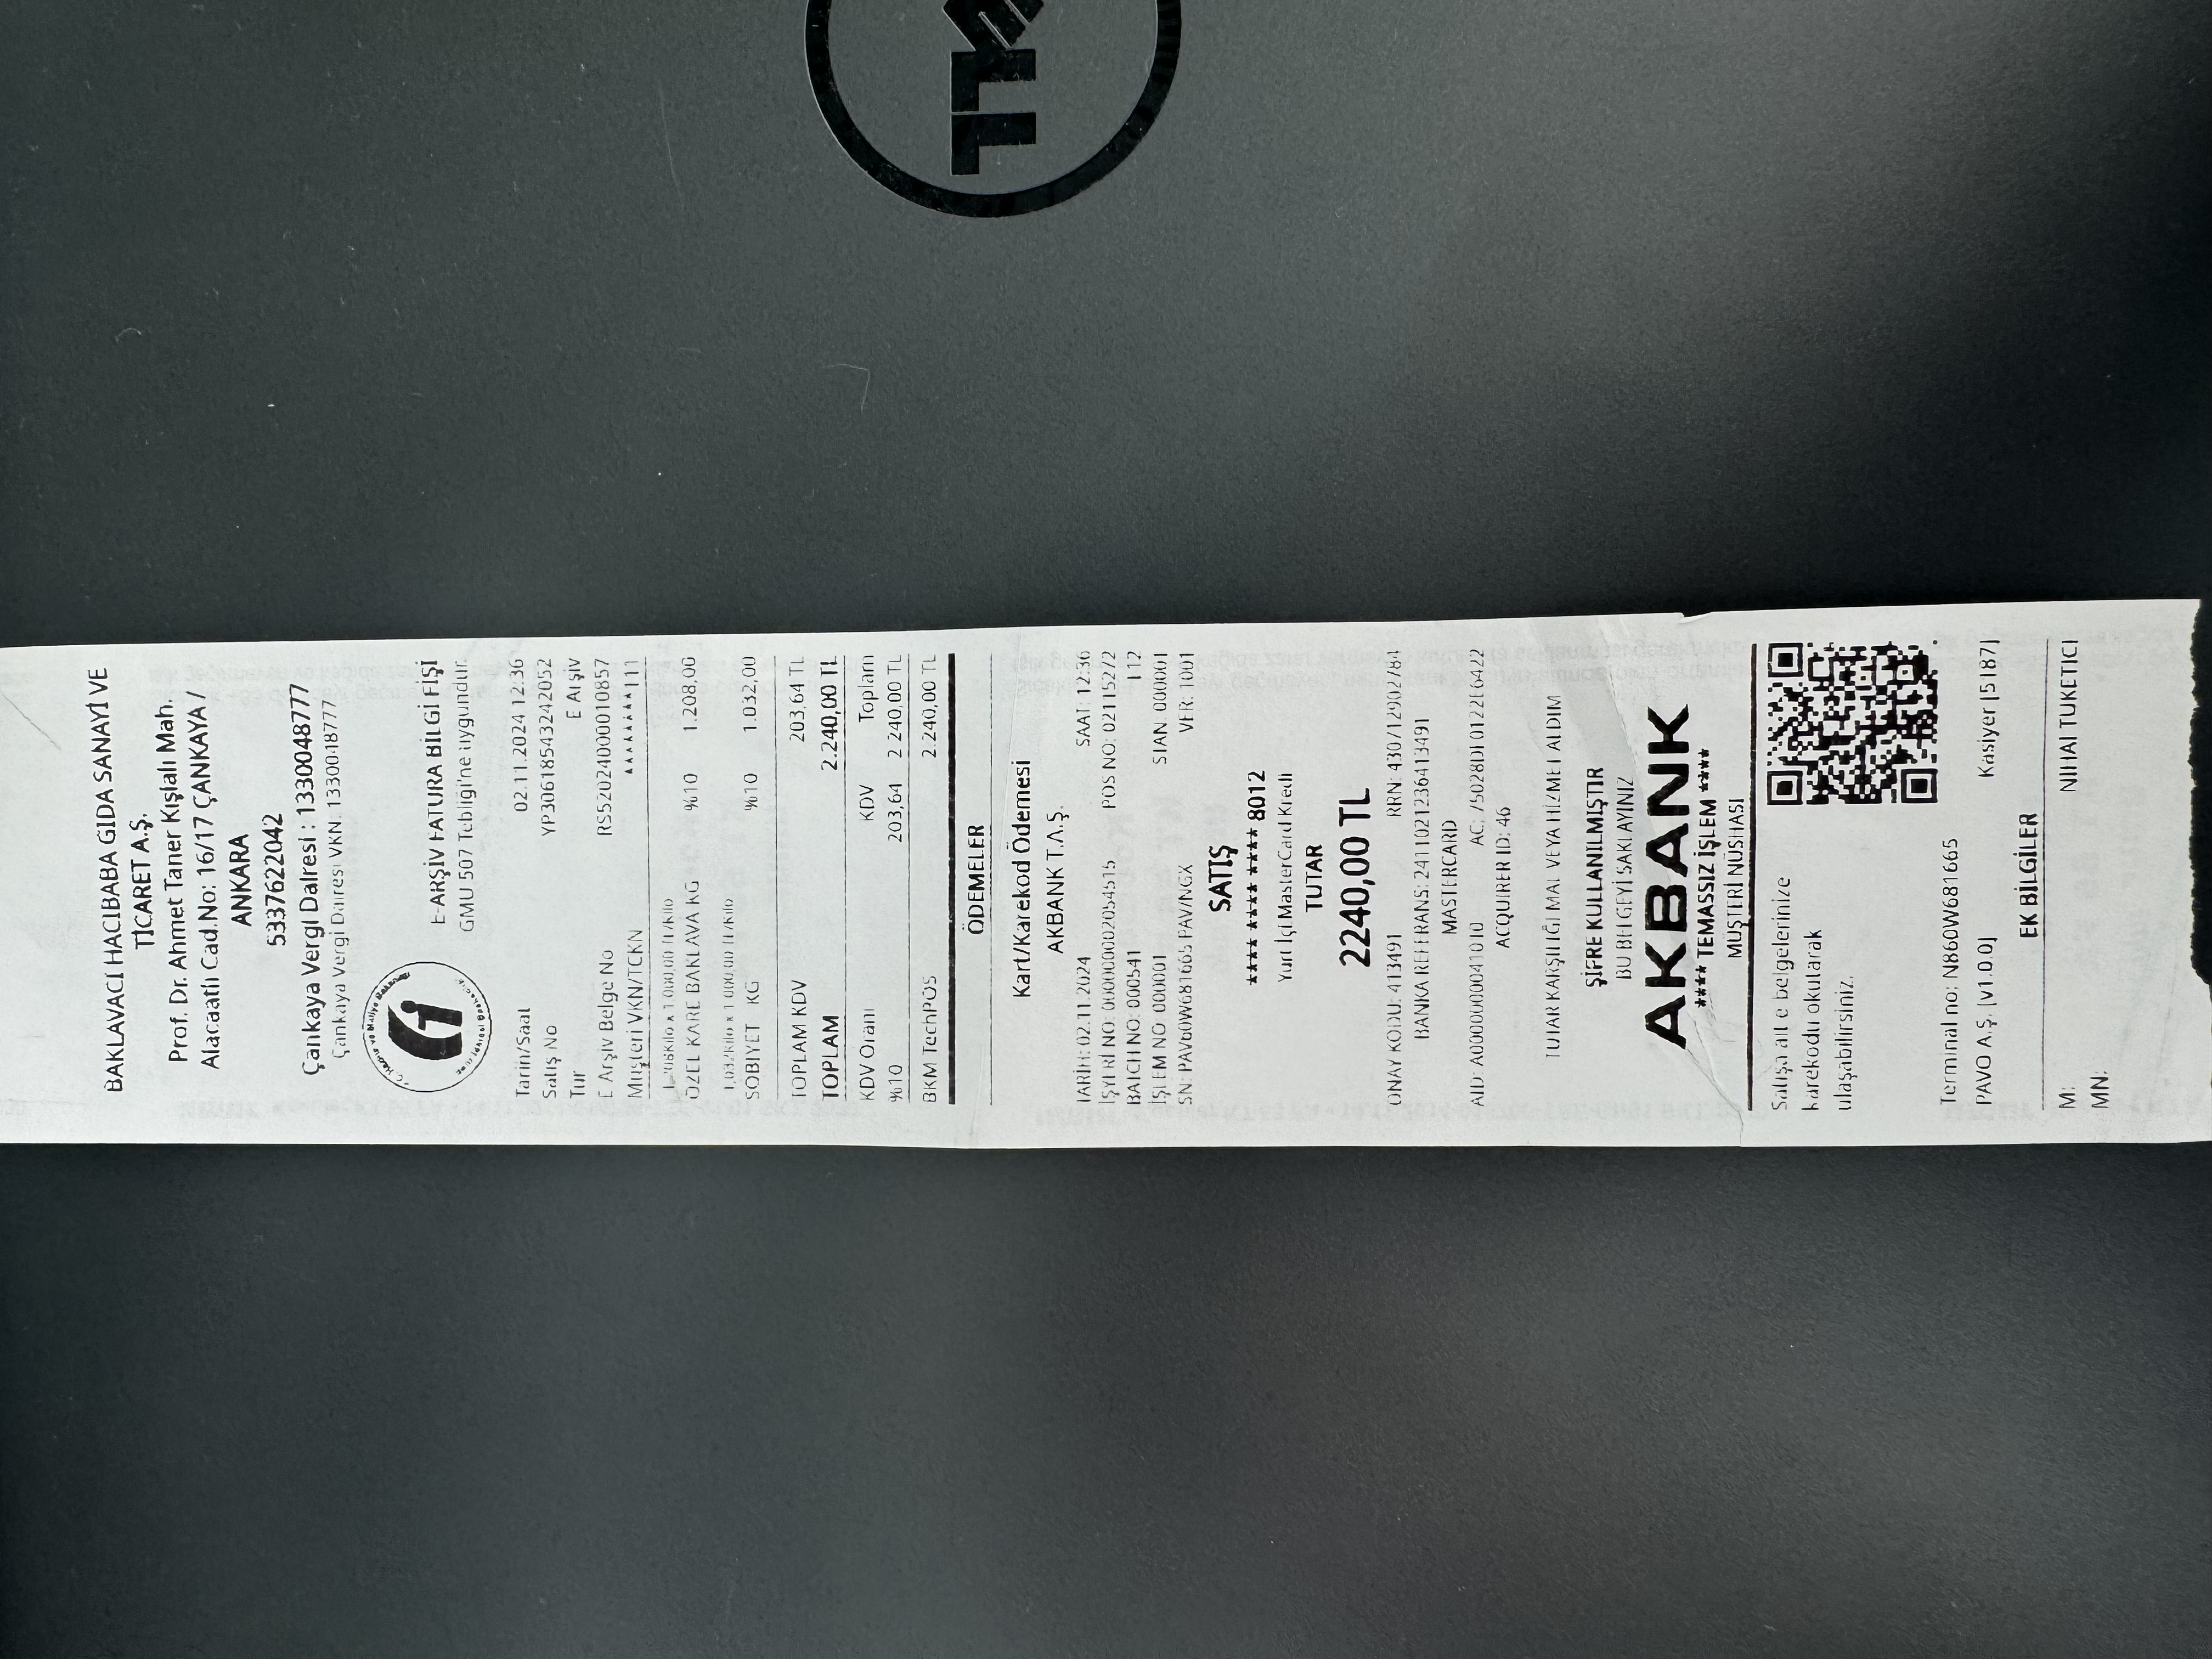 BAKLAVACI HACIBABA GIDA SANAYİ VE
TİCARET A.Ş.
Prof. Dr. Ahmet Taner Kışlalı Mah.
Alacaatlı Cad.No: 16/17 ÇANKAYA /
ANKARA
5337622042
Çankaya Vergi Dairesi : 1330048777
Çankaya Vergi Dairesi VKN: 1330048777
T.C. Hazine ve Maliye Bakanlığı
Gelir İdaresi Başkanlığı
E-ARŞİV FATURA BİLGİ FİŞİ
GMU 507 Tebliği'ne uygundur.
Tarih/Saat 02.11.2024 12:36
Satış No YP30618543242052
Tür E Arşiv
E Arşiv Belge No RS52024000010857
Müşteri VKN/TCKN ********111
1,208Kilo x 1.000,00 TL/Kilo
ÖZEL KARE BAKLAVA KG %10 1.208,00
1,032Kilo x 1.000,00 TL/Kilo
SÖBİYET KG %10 1.032,00
TOPLAM KDV 203,64 TL
TOPLAM 2.240,00 TL
KDV Oranı KDV Toplam
%10 203,64 2.240,00 TL
BKM TechPOS 2.240,00 TL
ÖDEMELER
Kart/Karekod Ödemesi
AKBANK T.A.Ş.
TARİH: 02.11.2024 SAAT: 12:36
İŞYERİ NO: 000000002054515 POS NO: 02115272
BATCH NO: 000541 112
İŞLEM NO: 000001 STAN: 000001
SN: PAV60W681665 PAV/NGX VER: 1001
SATIŞ
**** **** **** 8012
Yurt İçi MasterCard Kredi
TUTAR
2240,00 TL
ONAY KODU: 413491 RRN: 430712902784
BANKA REFERANS: 2411021236413491
MASTERCARD
AID: A0000000041010 AC: 75028DF0122E6422
ACQUIRER ID: 46
TUTAR KARŞILIĞI MAL VEYA HİZMET ALDIM
ŞİFRE KULLANILMIŞTIR
BU BELGEYİ SAKLAYINIZ
AKBANK
**** TEMASSIZ İŞLEM ****
MÜŞTERİ NÜSHASI
Satışa ait e belgelerinize
karekodu okutarak
ulaşabilirsiniz.
Terminal no: N860W681665
PAVO A.Ş. [v1.0.0] Kasiyer [5187]
EK BİLGİLER
M: NIHAI TUKETICI
MN: